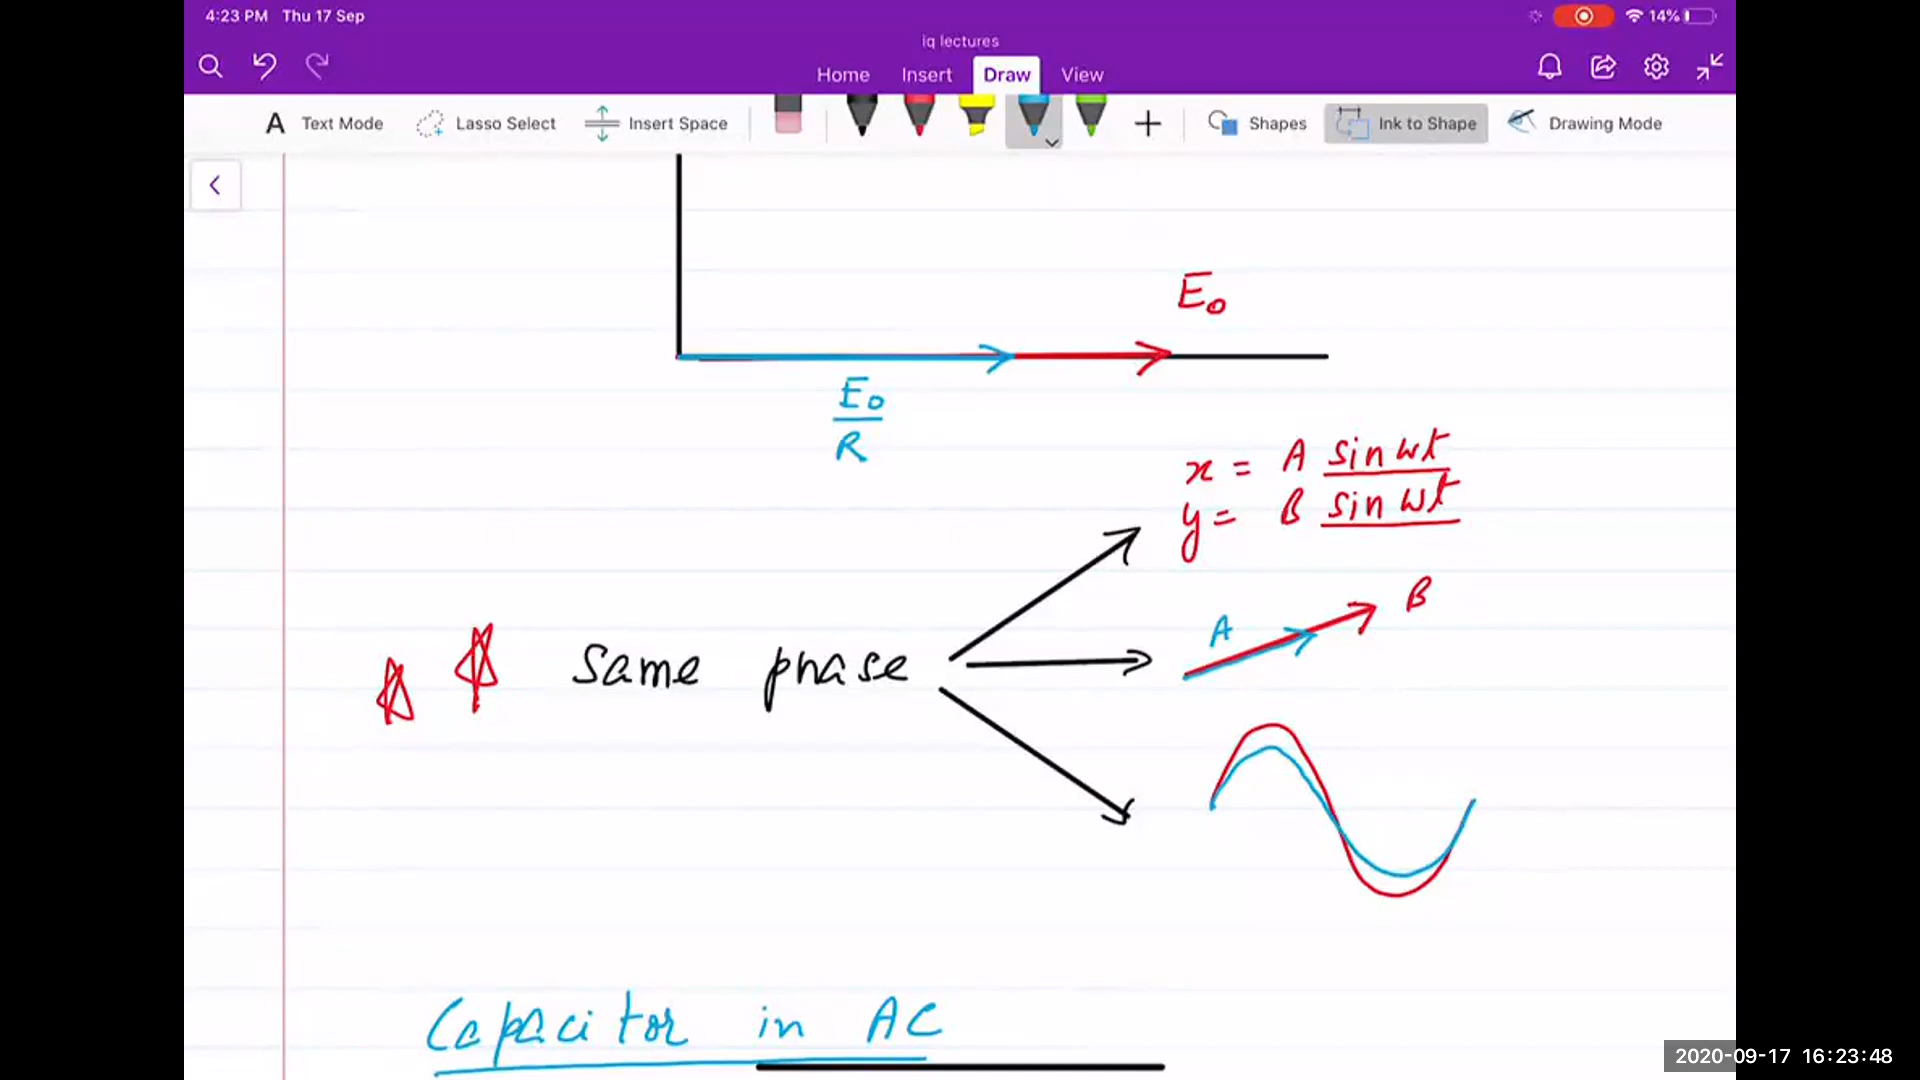 4:23 PM Thu 17 Sep
14%
iq lectures
Home Insert Draw View
A Text Mode Lasso Select Insert Space Shapes Ink to Shape Drawing Mode
E₀
E₀
R
x = A sin ωt
y = B sin ωt
A B
same phase
Capacitor in AC
2020-09-17 16:23:48